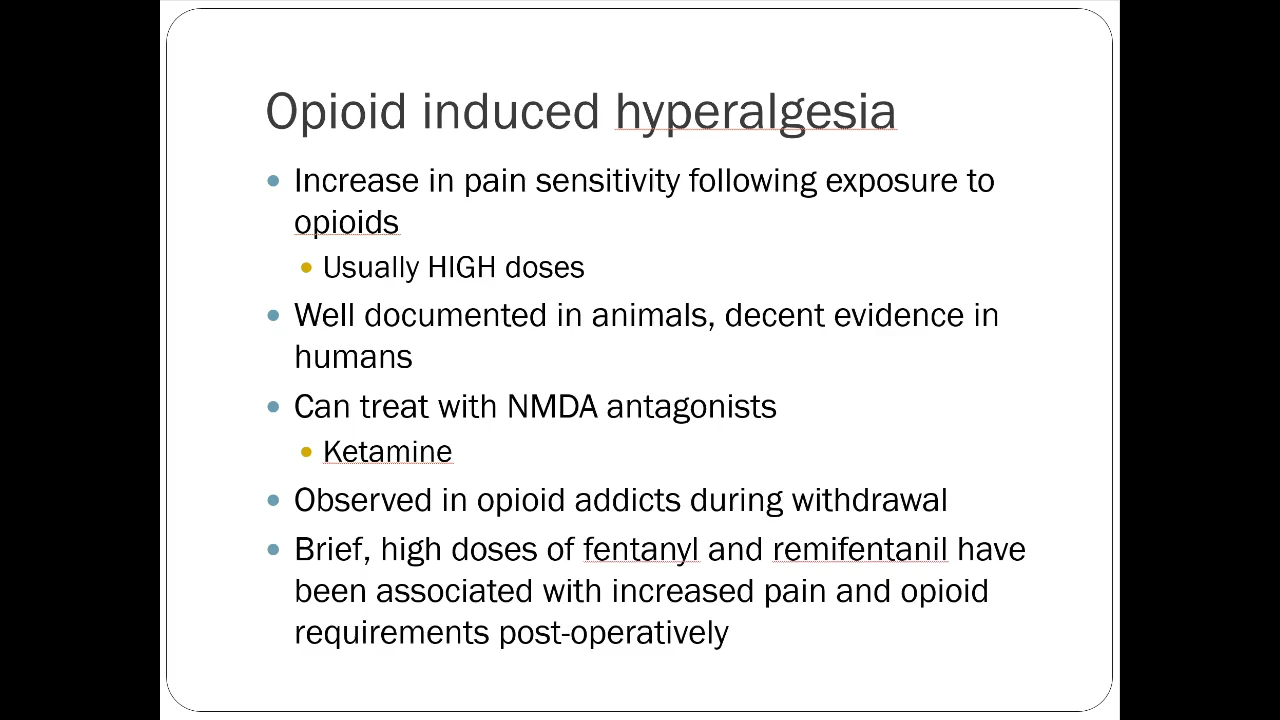 Opioid induced hyperalgesia
Increase in pain sensitivity following exposure to
opioids
Usually HIGH doses
Well documented in animals, decent evidence in
humans
Can treat with NMDA antagonists
Ketamine
Observed in opioid addicts during withdrawal
Brief, high doses of fentanyl and remifentanil have
been associated with increased pain and opioid
requirements post-operatively